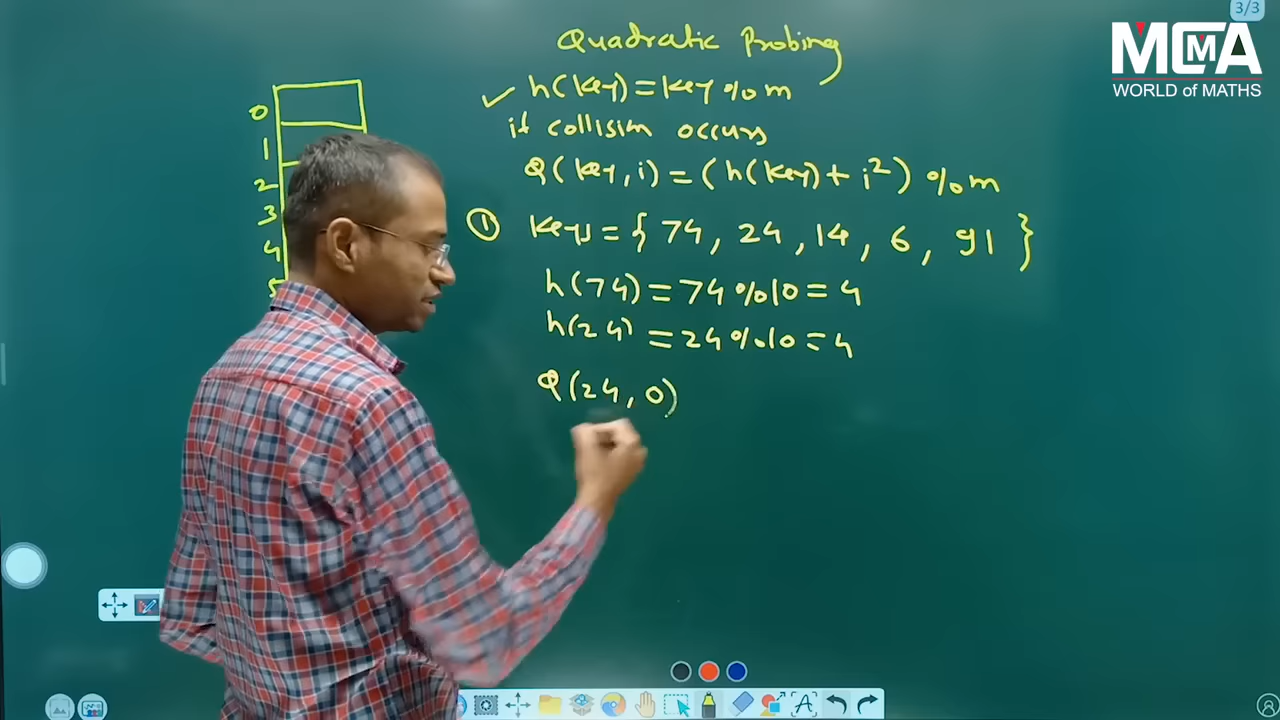 3/3
MCMA
WORLD of MATHS
Quadratic Probing
✓ h(key) = key % m
if collision occurs
Q(key, i) = (h(key) + i²) % m
① keys = { 74, 24, 14, 6, 91 }
h(74) = 74 % 10 = 4
h(24) = 24 % 10 = 4
Q(24, 0)
0
1
2
3
4
5